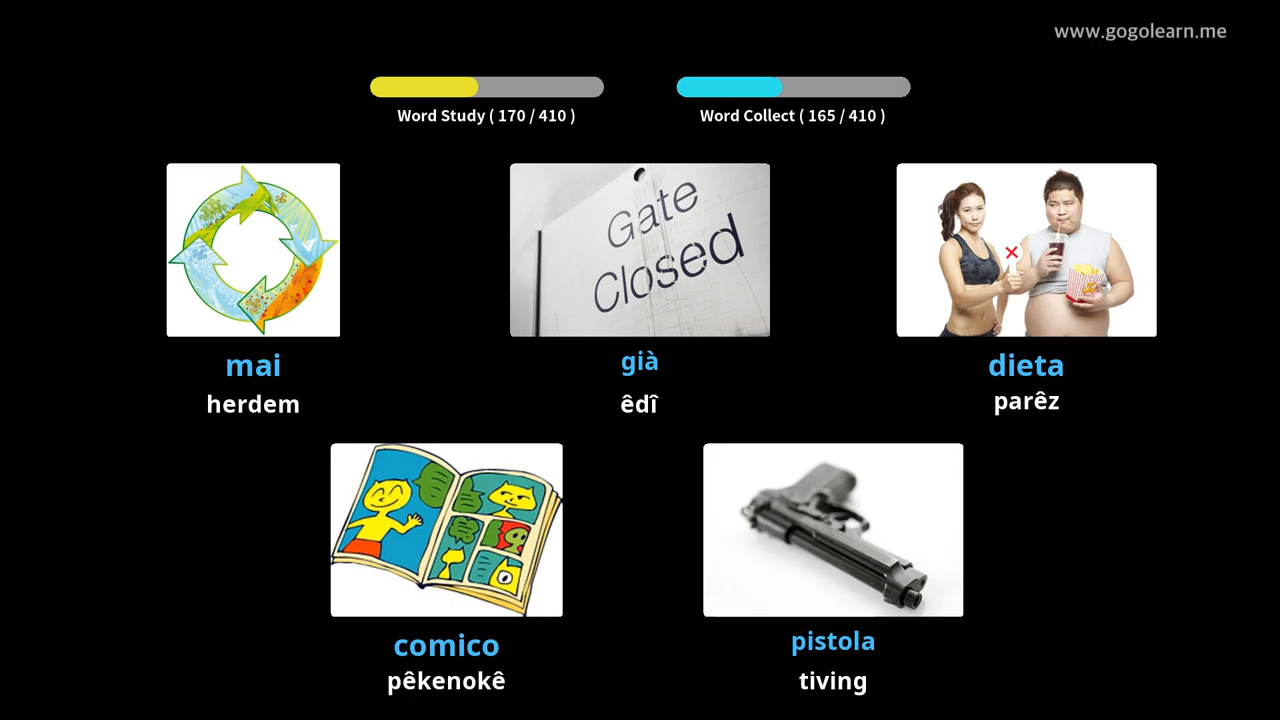 www.gogolearn.me
Word Study ( 170 / 410 )
Word Collect ( 165 / 410 )
Gate
Closed
mai
herdem
già
êdî
dieta
parêz
comico
pêkenokê
pistola
tiving